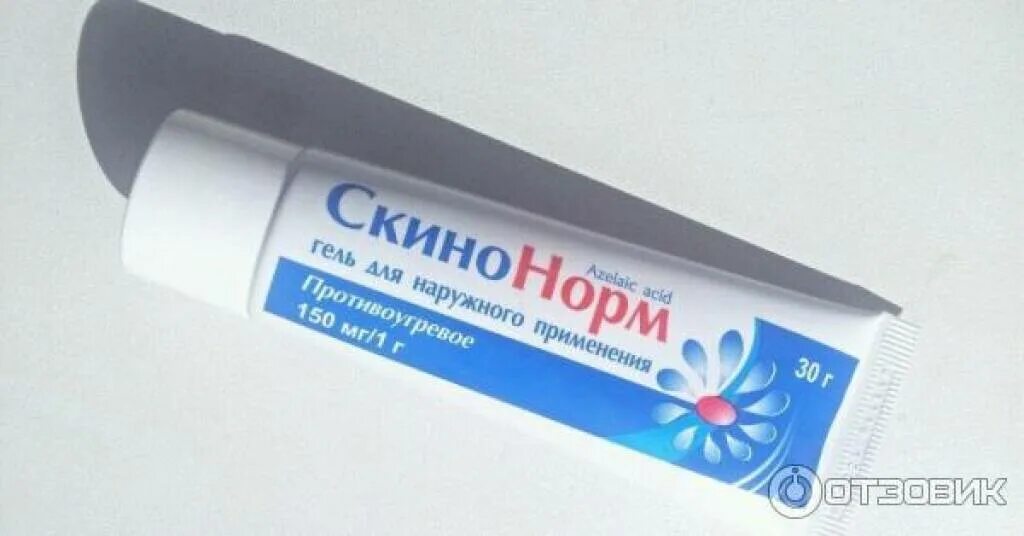 СкиноНорм
Azelaic acid
гель для наружного применения
Противоугревое
150 мг/1 г
30 г
ОТЗОВИК